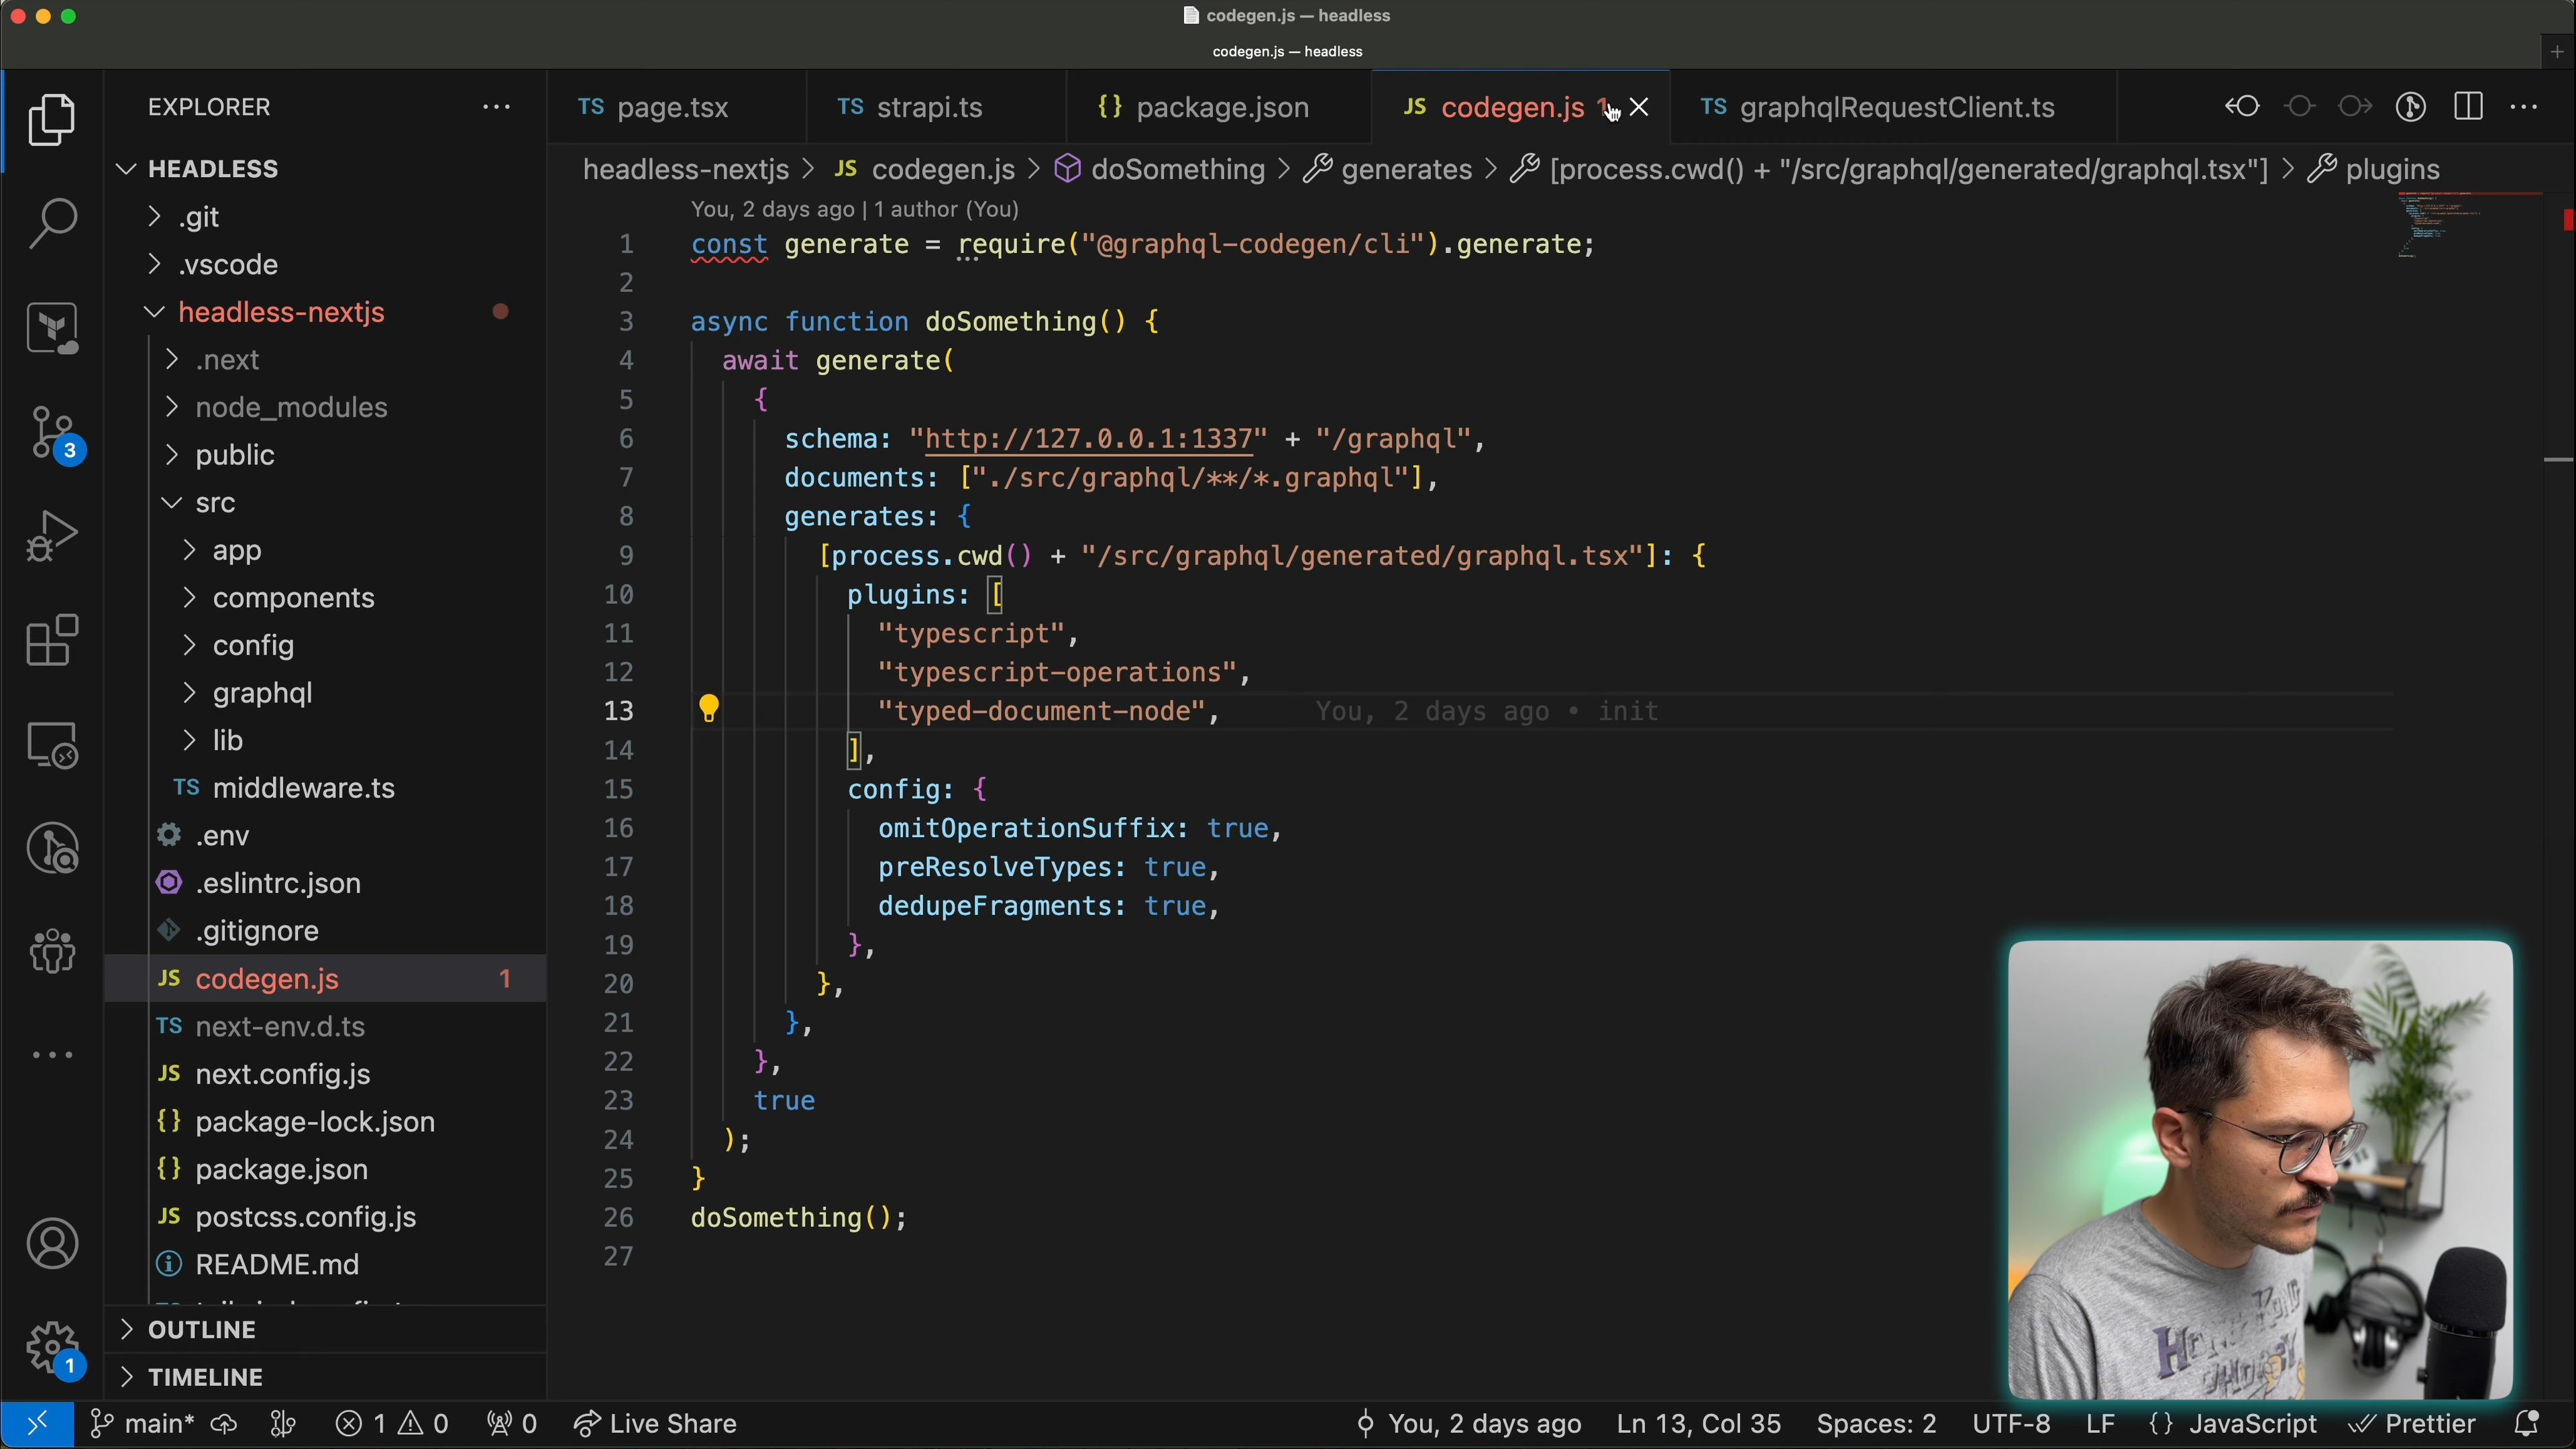 codegen.js — headless
codegen.js — headless
EXPLORER
TS page.tsx
TS strapi.ts
{} package.json
JS codegen.js 1
TS graphqlRequestClient.ts
headless-nextjs > JS codegen.js > doSomething > generates > [process.cwd() + "/src/graphql/generated/graphql.tsx"] > plugins
HEADLESS
.git
.vscode
headless-nextjs
.next
node_modules
public
src
app
components
config
graphql
lib
TS middleware.ts
.env
.eslintrc.json
.gitignore
JS codegen.js 1
TS next-env.d.ts
JS next.config.js
{} package-lock.json
{} package.json
JS postcss.config.js
README.md
OUTLINE
TIMELINE
3
1
You, 2 days ago | 1 author (You)
1 const generate = require("@graphql-codegen/cli").generate;
2
3 async function doSomething() {
4 await generate(
5 {
6 schema: "http://127.0.0.1:1337" + "/graphql",
7 documents: ["./src/graphql/**/*.graphql"],
8 generates: {
9 [process.cwd() + "/src/graphql/generated/graphql.tsx"]: {
10 plugins: [
11 "typescript",
12 "typescript-operations",
13 "typed-document-node", You, 2 days ago • init
14 ],
15 config: {
16 omitOperationSuffix: true,
17 preResolveTypes: true,
18 dedupeFragments: true,
19 },
20 },
21 },
22 },
23 true
24 );
25 }
26 doSomething();
27
main* 1 0 0 Live Share
You, 2 days ago Ln 13, Col 35 Spaces: 2 UTF-8 LF {} JavaScript Prettier